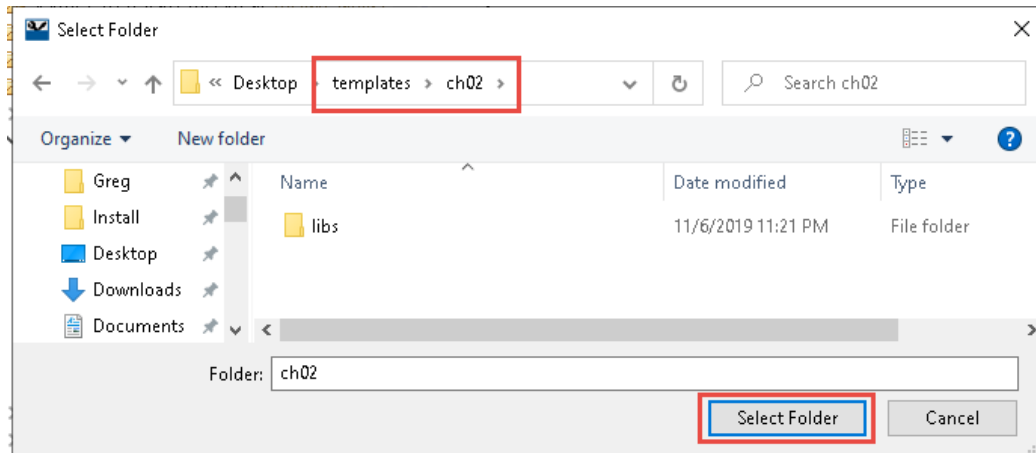 Select Folder
« Desktop › templates › ch02 › Search ch02
Organize New folder ?
Name Date modified Type
Greg
Install
libs 11/6/2019 11:21 PM File folder
Desktop
Downloads
Documents
Folder: ch02
Select Folder Cancel